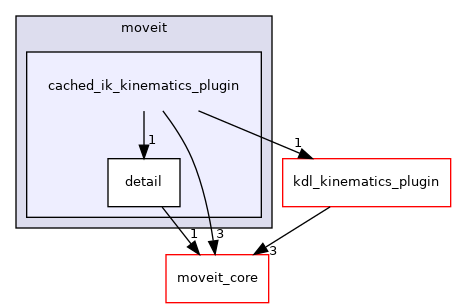 moveit
cached_ik_kinematics_plugin
1
1
detail
kdl_kinematics_plugin
1
3
3
moveit_core